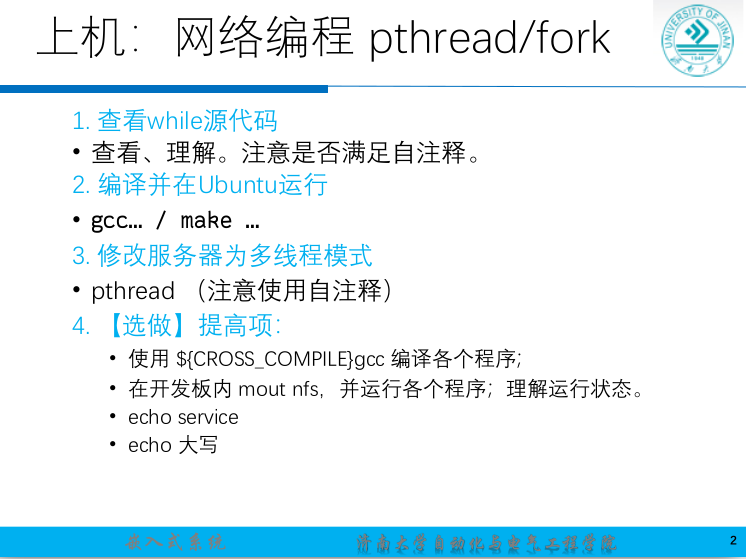 上机：网络编程 pthread/fork
UNIVERSITY OF JINAN
1948
1. 查看while源代码
• 查看、理解。注意是否满足自注释。
2. 编译并在Ubuntu运行
• gcc… / make …
3. 修改服务器为多线程模式
• pthread （注意使用自注释）
4. 【选做】提高项：
• 使用 ${CROSS_COMPILE}gcc 编译各个程序；
• 在开发板内 mout nfs，并运行各个程序；理解运行状态。
• echo service
• echo 大写
嵌入式系统
济南大学自动化与电气工程学院
2